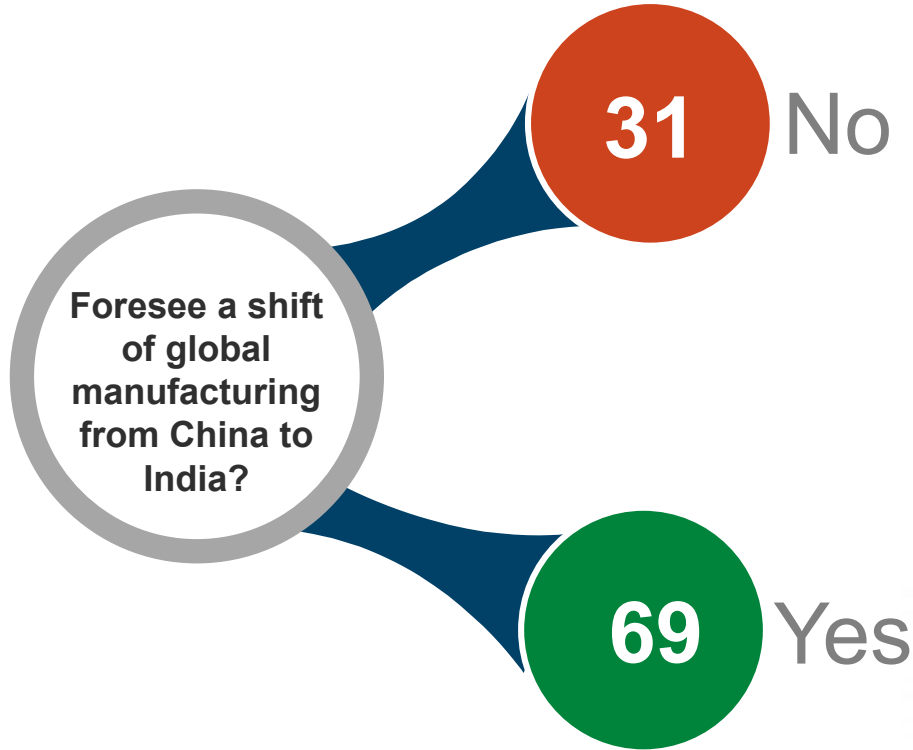 31
No
Foresee a shift
of global
manufacturing
from China to
India?
69
Yes